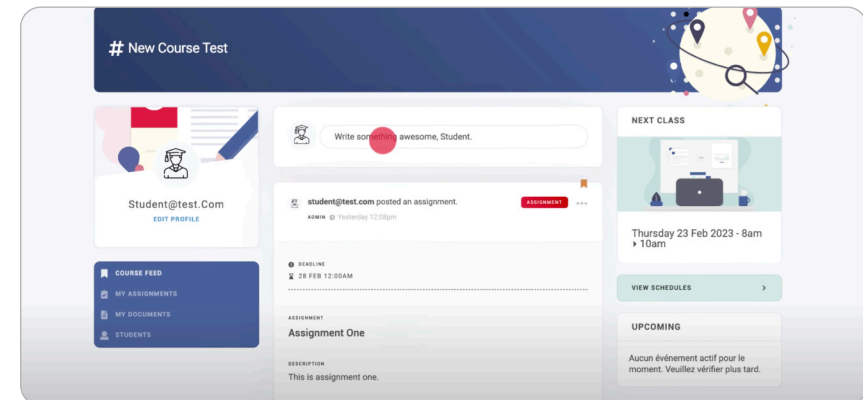 # New Course Test
Student@test.Com
EDIT PROFILE
COURSE FEED
MY ASSIGNMENTS
MY DOCUMENTS
STUDENTS
Write something awesome, Student.
student@test.com posted an assignment.
ASSIGNMENT
ADMIN Yesterday 12:08pm
DEADLINE
28 FEB 12:00AM
ASSIGNMENT
Assignment One
DESCRIPTION
This is assignment one.
NEXT CLASS
Thursday 23 Feb 2023 - 8am
10am
VIEW SCHEDULES
UPCOMING
Aucun événement actif pour le
moment. Veuillez vérifier plus tard.